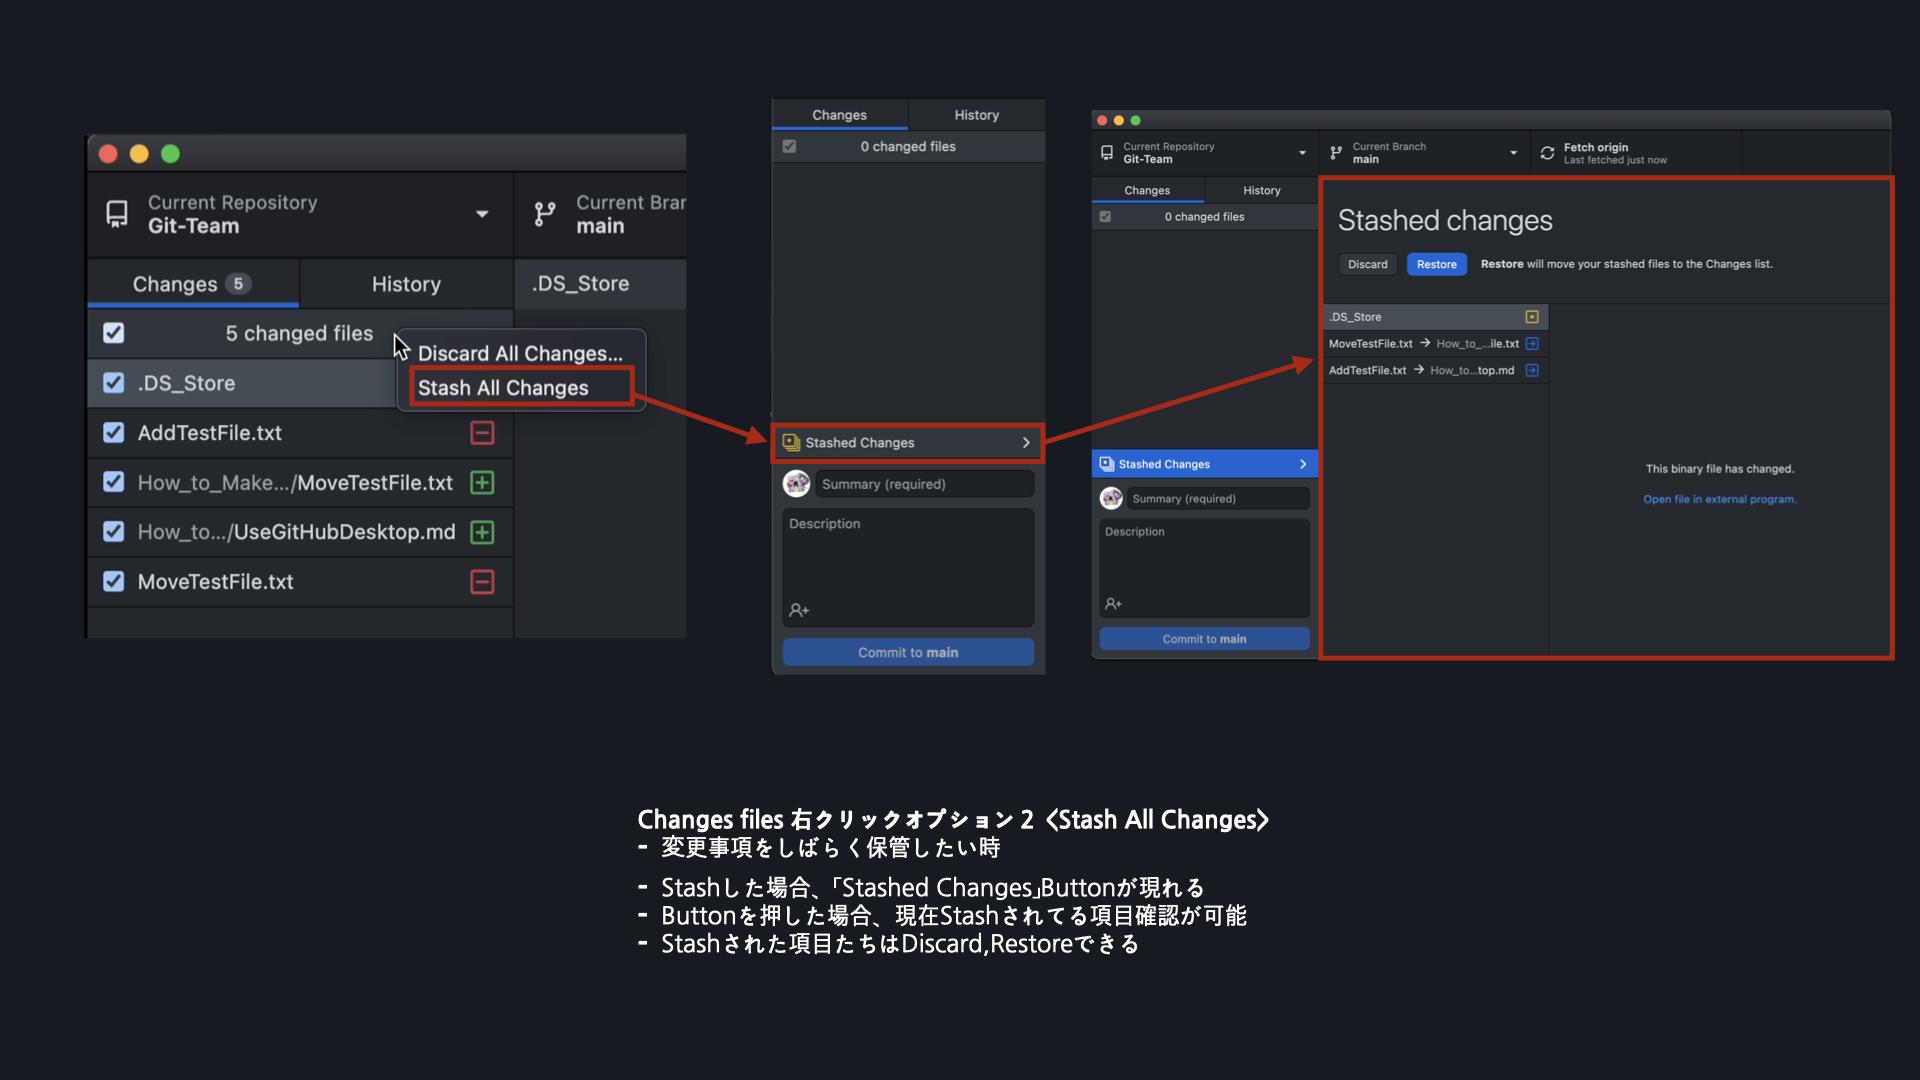 Current Repository
Git-Team
Current Bran
main
Changes 5
History
.DS_Store
5 changed files
Discard All Changes...
Stash All Changes
.DS_Store
AddTestFile.txt
How_to_Make.../MoveTestFile.txt
How_to.../UseGitHubDesktop.md
MoveTestFile.txt
Changes
History
0 changed files
Stashed Changes
Summary (required)
Description
Commit to main
Current Repository
Git-Team
Current Branch
main
Fetch origin
Last fetched just now
Changes
History
0 changed files
Stashed Changes
Summary (required)
Description
Commit to main
Stashed changes
Discard
Restore
Restore will move your stashed files to the Changes list.
.DS_Store
MoveTestFile.txt → How_to_...ile.txt
AddTestFile.txt → How_to...top.md
This binary file has changed.
Open file in external program.
Changes files 右クリックオプション 2 <Stash All Changes>
- 変更事項をしばらく保管したい時
- Stashした場合、「Stashed Changes」Buttonが現れる
- Buttonを押した場合、現在Stashされてる項目確認が可能
- Stashされた項目たちはDiscard,Restoreできる